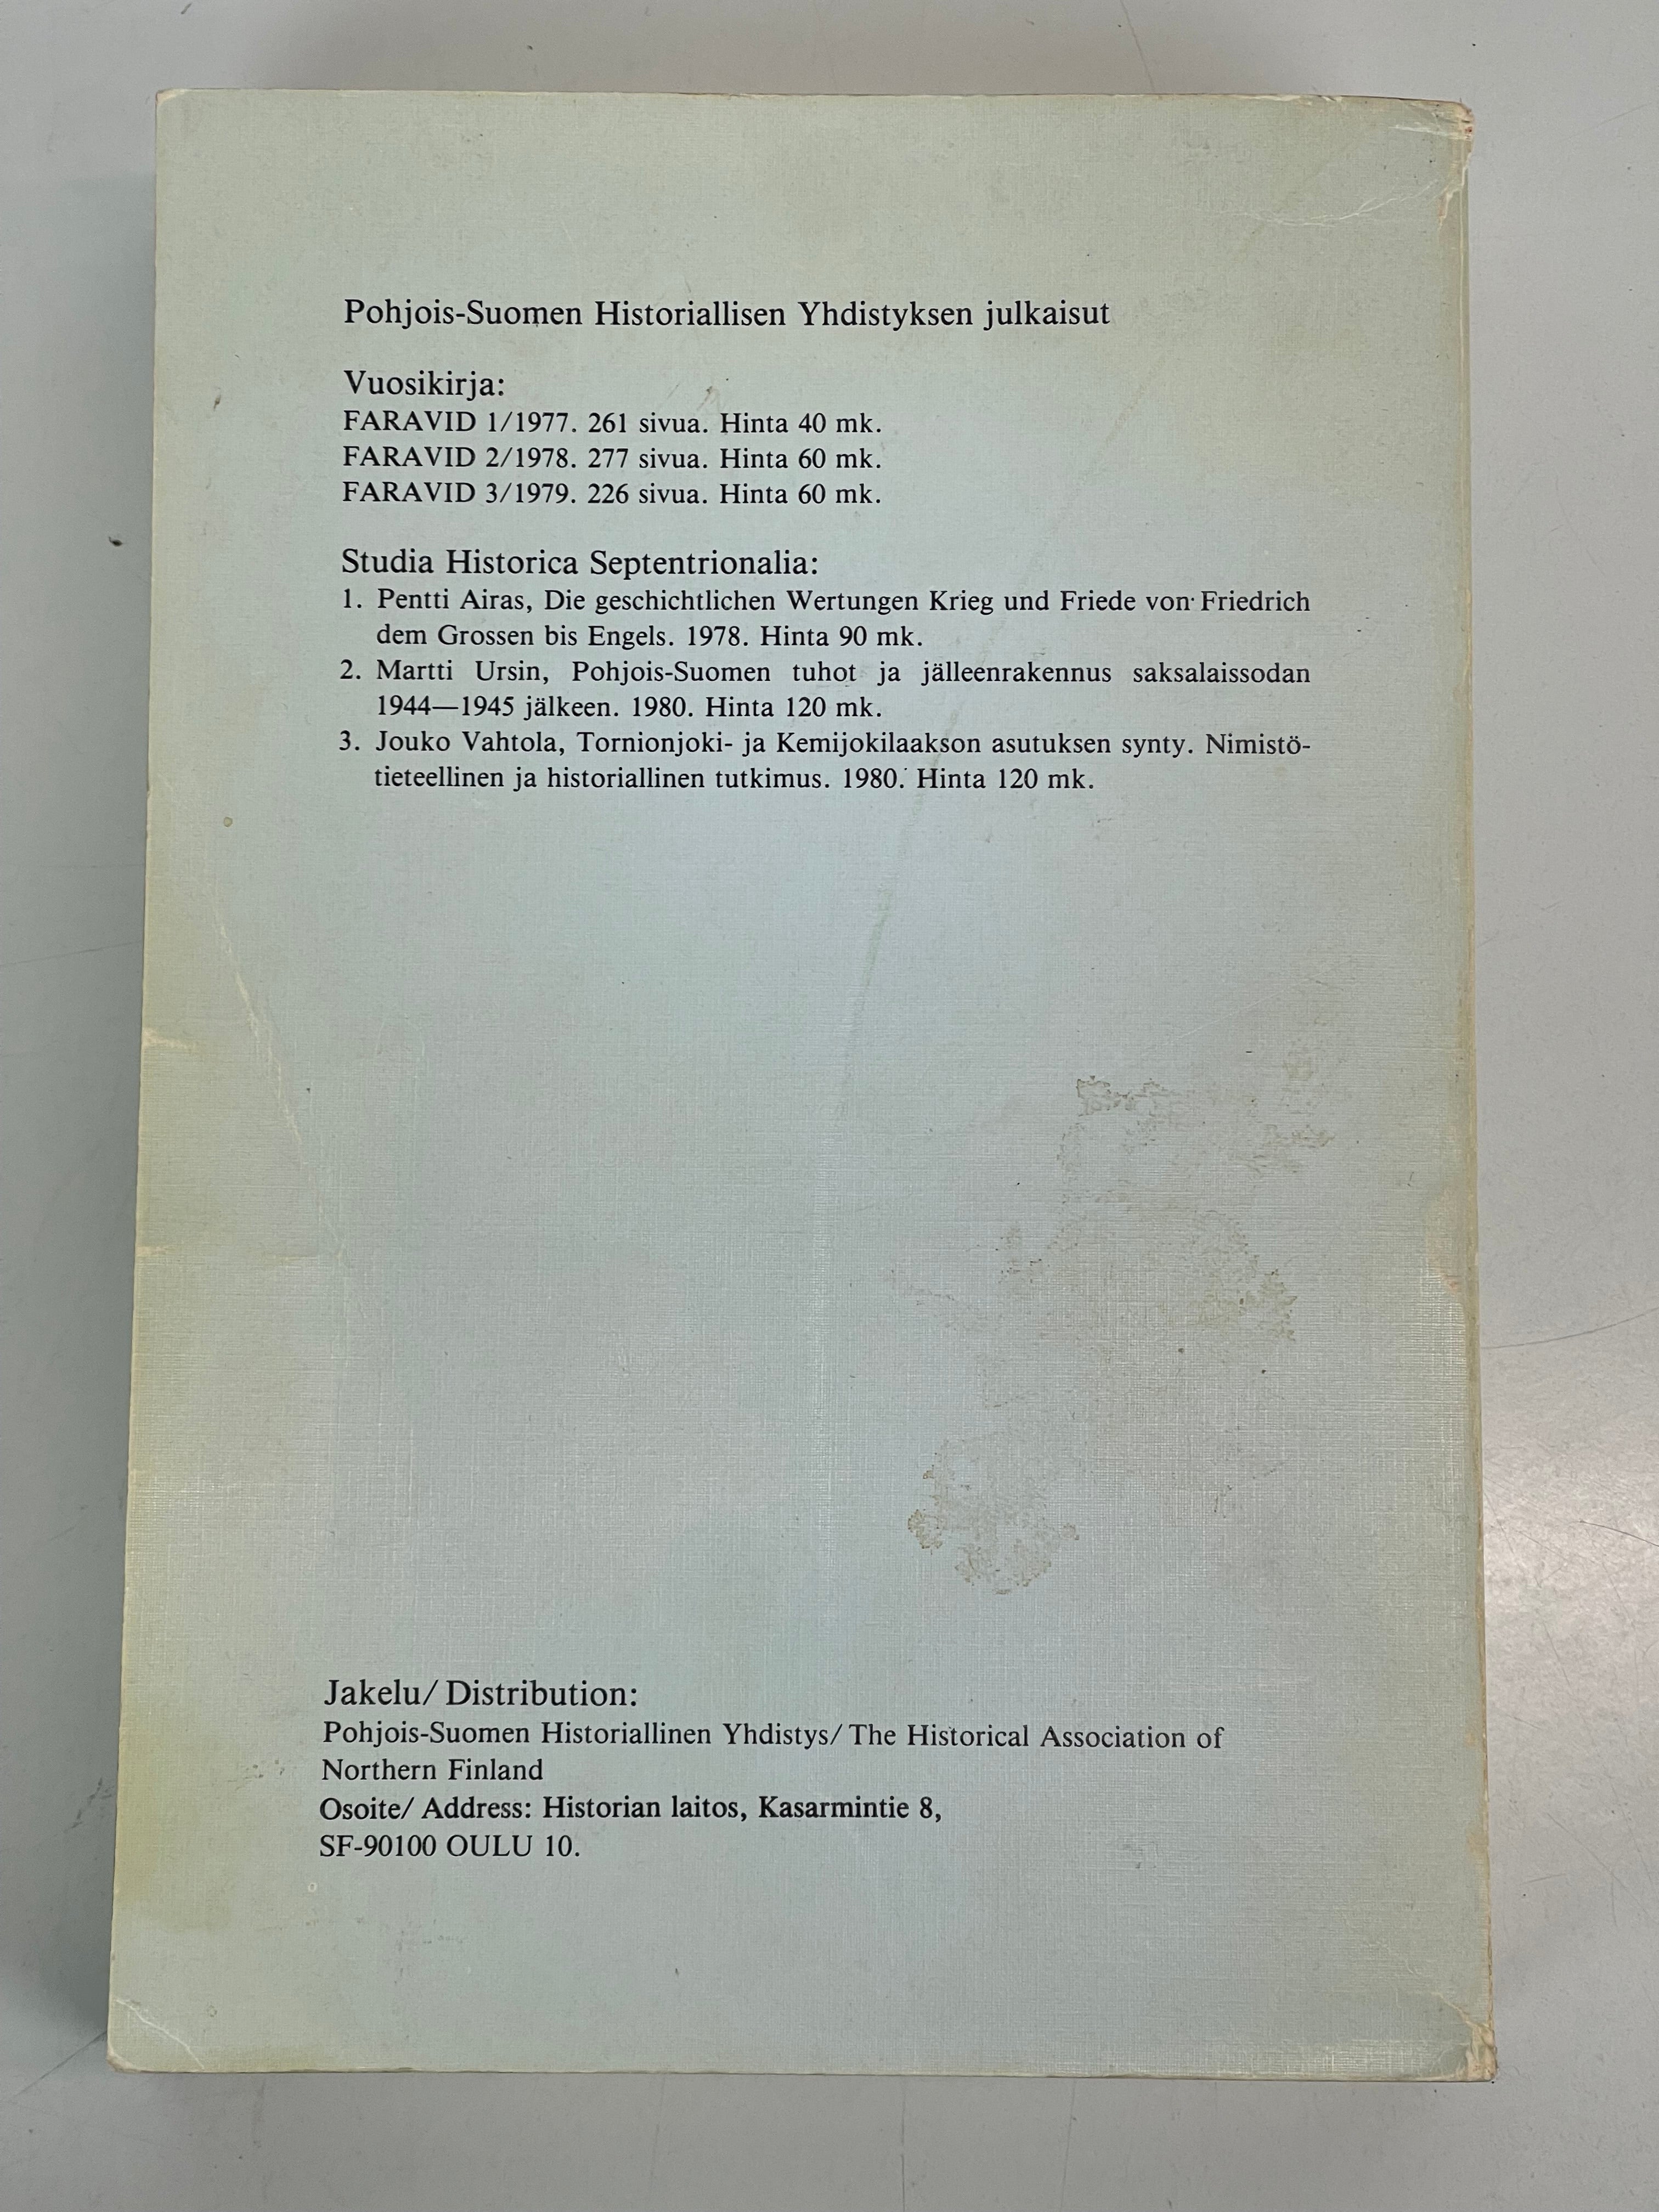 Pohjois-Suomen Historiallisen Yhdistyksen julkaisut
Vuosikirja:
FARAVID 1/1977. 261 sivua. Hinta 40 mk.
FARAVID 2/1978. 277 sivua. Hinta 60 mk.
FARAVID 3/1979. 226 sivua. Hinta 60 mk.
Studia Historica Septentrionalia:
1. Pentti Airas, Die geschichtlichen Wertungen Krieg und Friede von Friedrich
dem Grossen bis Engels. 1978. Hinta 90 mk.
2. Martti Ursin, Pohjois-Suomen tuhot ja jälleenrakennus saksalaissodan
1944—1945 jälkeen. 1980. Hinta 120 mk.
3. Jouko Vahtola, Tornionjoki- ja Kemijokilaakson asutuksen synty. Nimistö-
tieteellinen ja historiallinen tutkimus. 1980. Hinta 120 mk.
Jakelu/ Distribution:
Pohjois-Suomen Historiallinen Yhdistys/ The Historical Association of
Northern Finland
Osoite/ Address: Historian laitos, Kasarmintie 8,
SF-90100 OULU 10.